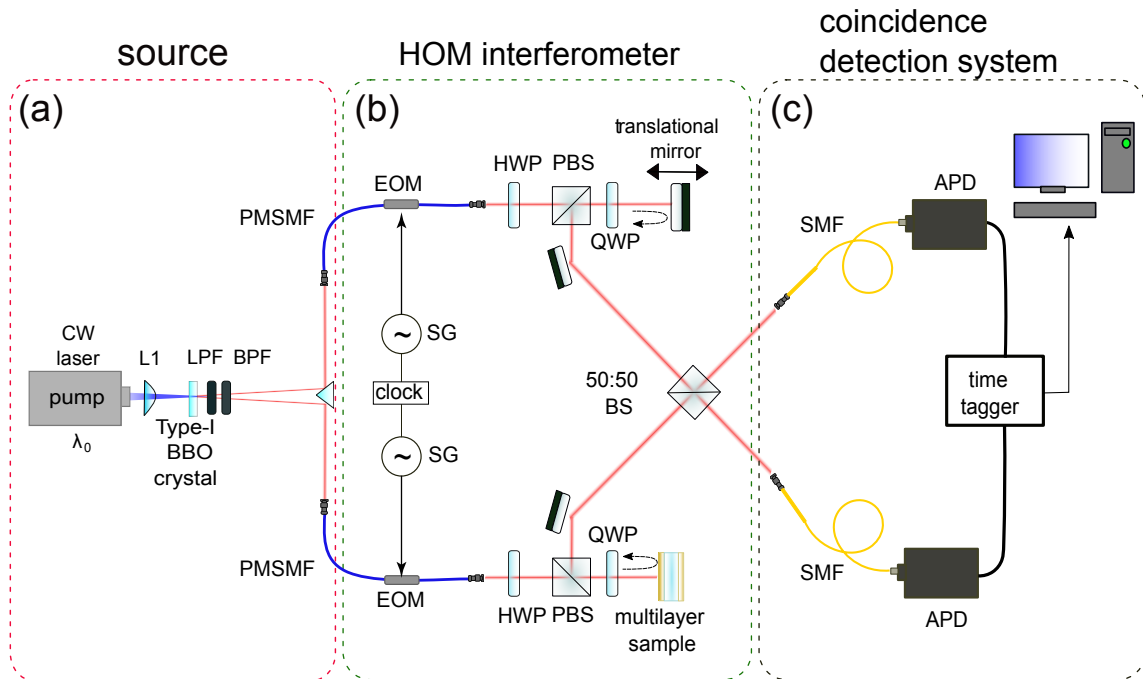 source
HOM interferometer
coincidence
detection system
(a)
CW
laser
pump
λ0
L1
LPF
BPF
Type-I
BBO
crystal
PMSMF
PMSMF
(b)
EOM
HWP
PBS
translational
mirror
QWP
~
SG
clock
~
SG
50:50
BS
EOM
HWP
PBS
QWP
multilayer
sample
(c)
SMF
APD
time
tagger
SMF
APD